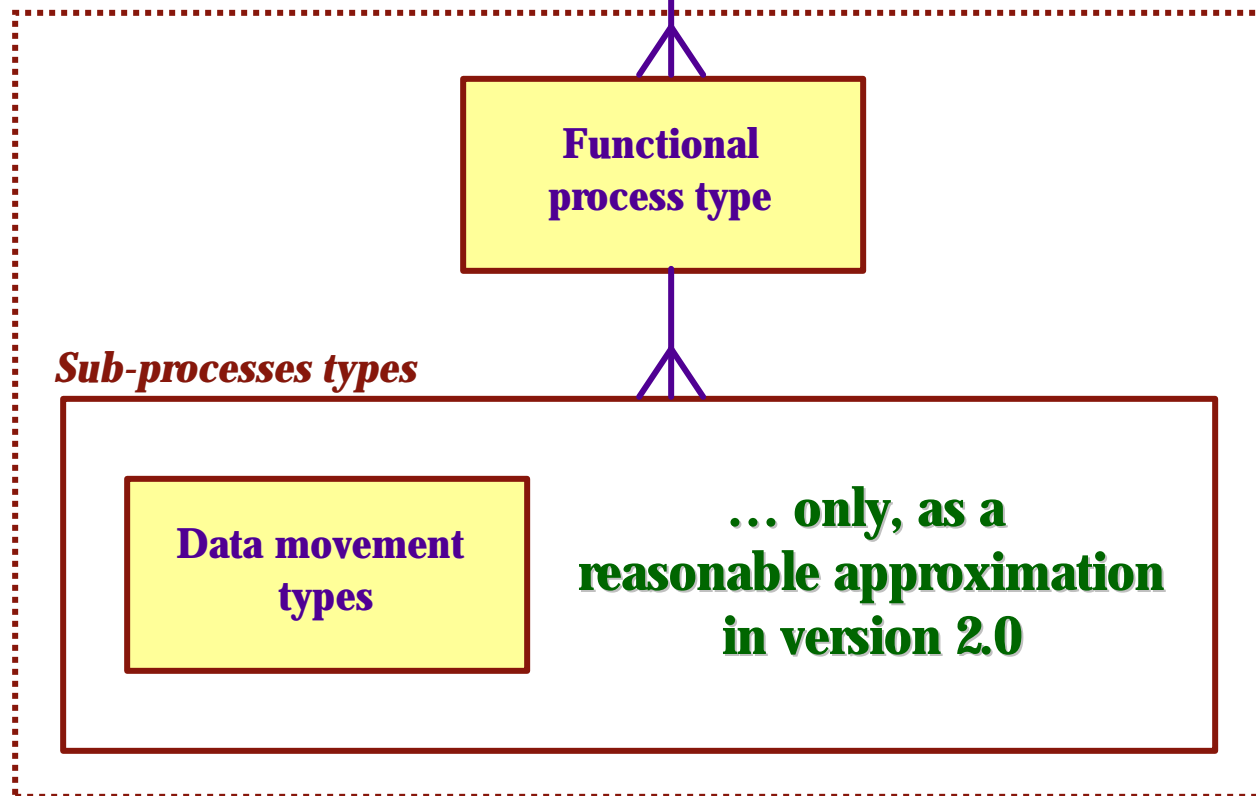 Functional
process type
Sub-processes types
Data movement
types
… only, as a
reasonable approximation
in version 2.0